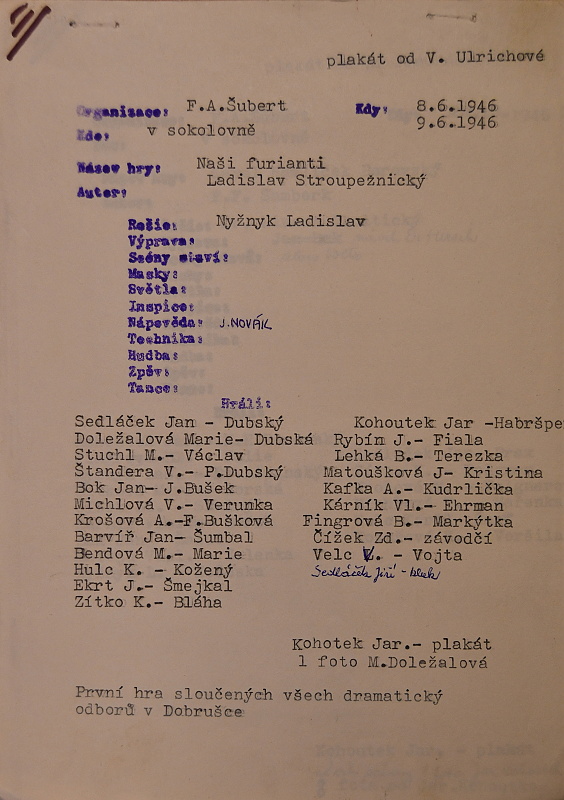 plakát od V. Ulrichové
Organizace: F.A.Šubert Kdy: 8.6.1946
9.6.1946
Kde: v sokolovně
Název hry: Naši furianti
Autor: Ladislav Stroupežnický
Režie: Nyžnyk Ladislav
Výprava:
Scény staví:
Masky:
Světla:
Inspice:
Nápověda: J. NOVÁK
Technika:
Hudba:
Zpěv:
Tance:
Hráli:
Sedláček Jan - Dubský Kohoutek Jar -Habršpe
Doležalová Marie- Dubská Rybín J.- Fiala
Stuchl M.- Václav Lehká B.- Terezka
Štandera V.- P.Dubský Matoušková J- Kristina
Bok Jan- J.Bušek Kafka A.- Kudrlička
Michlová V.- Verunka Kárník Vl.- Ehrman
Krošová A.-F.Bušková Fingrová B.- Markýtka
Barvíř Jan- Šumbal Čížek Zd.- závodčí
Bendová M.- Marie Velc - Vojta
Hulc K. - Kožený Sedláček Jiří - kluk
Ekrt J.- Šmejkal
Zítko K.- Bláha
Kohotek Jar.- plakát
1 foto M.Doležalová
První hra sloučených všech dramatický
odborů v Dobrušce